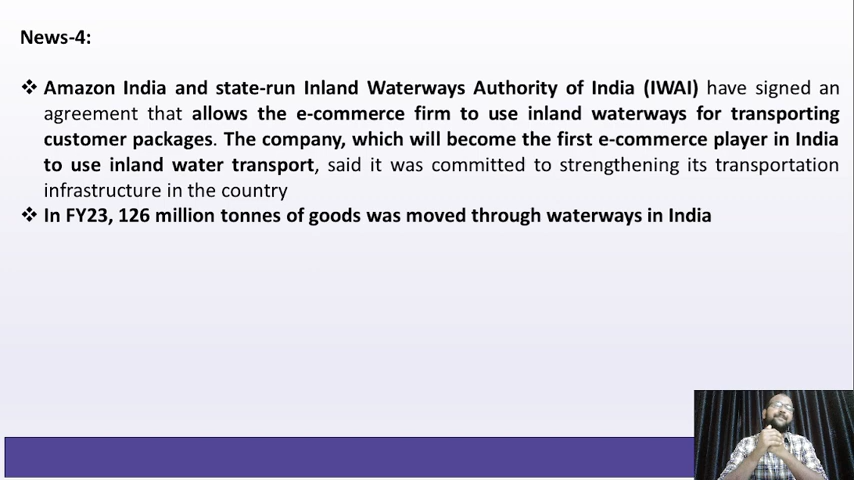 News-4:
❖ Amazon India and state-run Inland Waterways Authority of India (IWAI) have signed an
agreement that allows the e-commerce firm to use inland waterways for transporting
customer packages. The company, which will become the first e-commerce player in India
to use inland water transport, said it was committed to strengthening its transportation
infrastructure in the country
❖ In FY23, 126 million tonnes of goods was moved through waterways in India